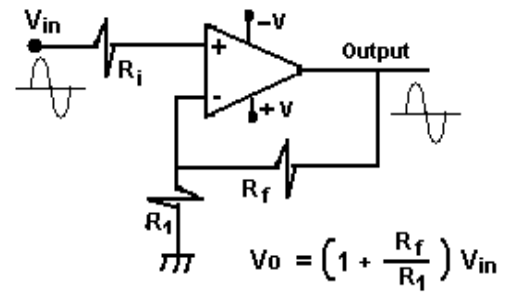 Vin
-V
Output
+
Ri
-
+ V
Rf
R1
Vo = (1 + Rf/R1) Vin